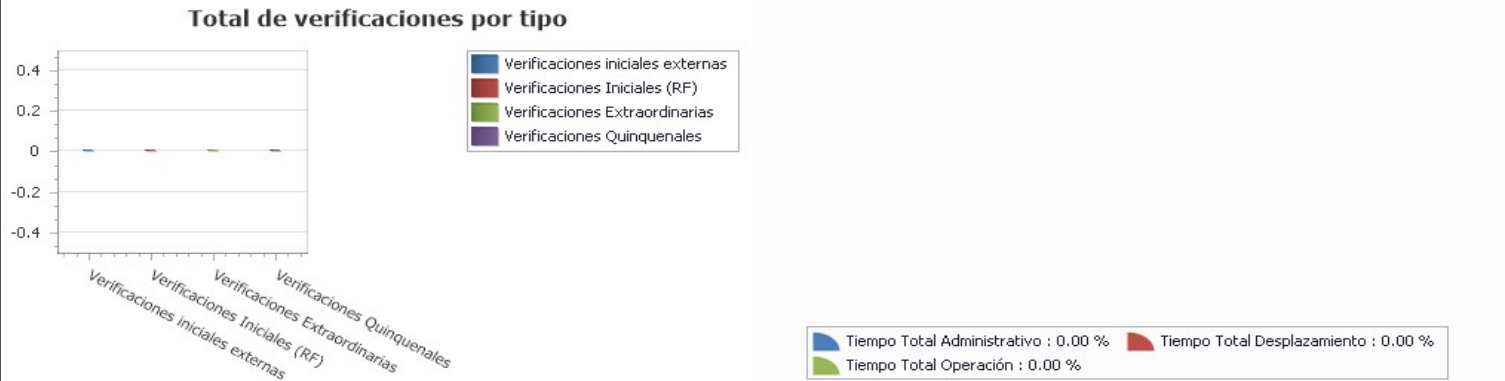 Total de verificaciones por tipo
0.4
0.2
0
-0.2
-0.4
Verificaciones iniciales externas
Verificaciones Iniciales (RF)
Verificaciones Extraordinarias
Verificaciones Quinquenales
Verificaciones iniciales externas
Verificaciones Iniciales (RF)
Verificaciones Extraordinarias
Verificaciones Quinquenales
Tiempo Total Administrativo : 0.00 % Tiempo Total Desplazamiento : 0.00 %
Tiempo Total Operación : 0.00 %